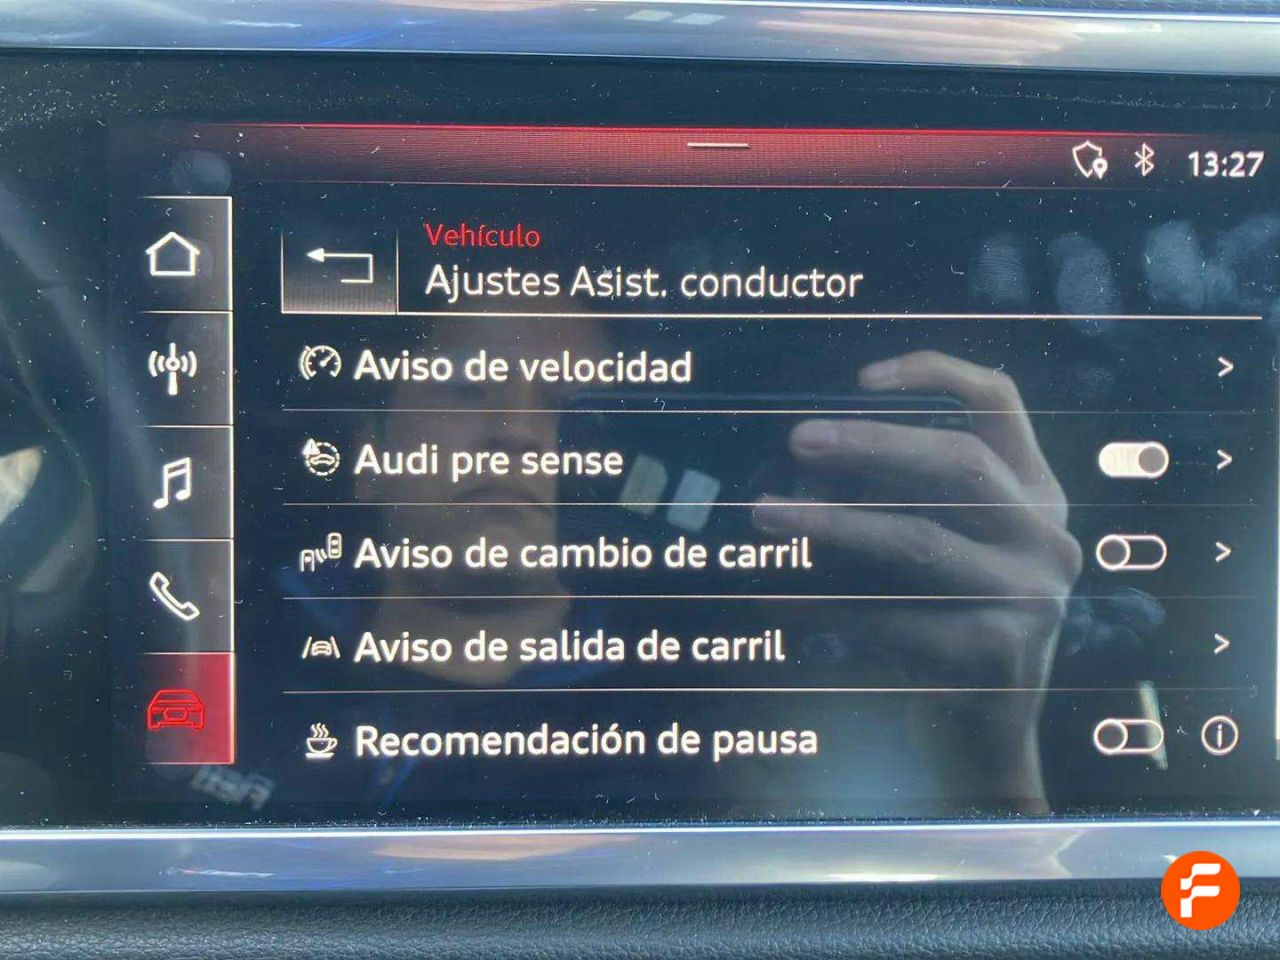 13:27
Vehículo
Ajustes Asist. conductor
Aviso de velocidad
Audi pre sense
Aviso de cambio de carril
Aviso de salida de carril
Recomendación de pausa